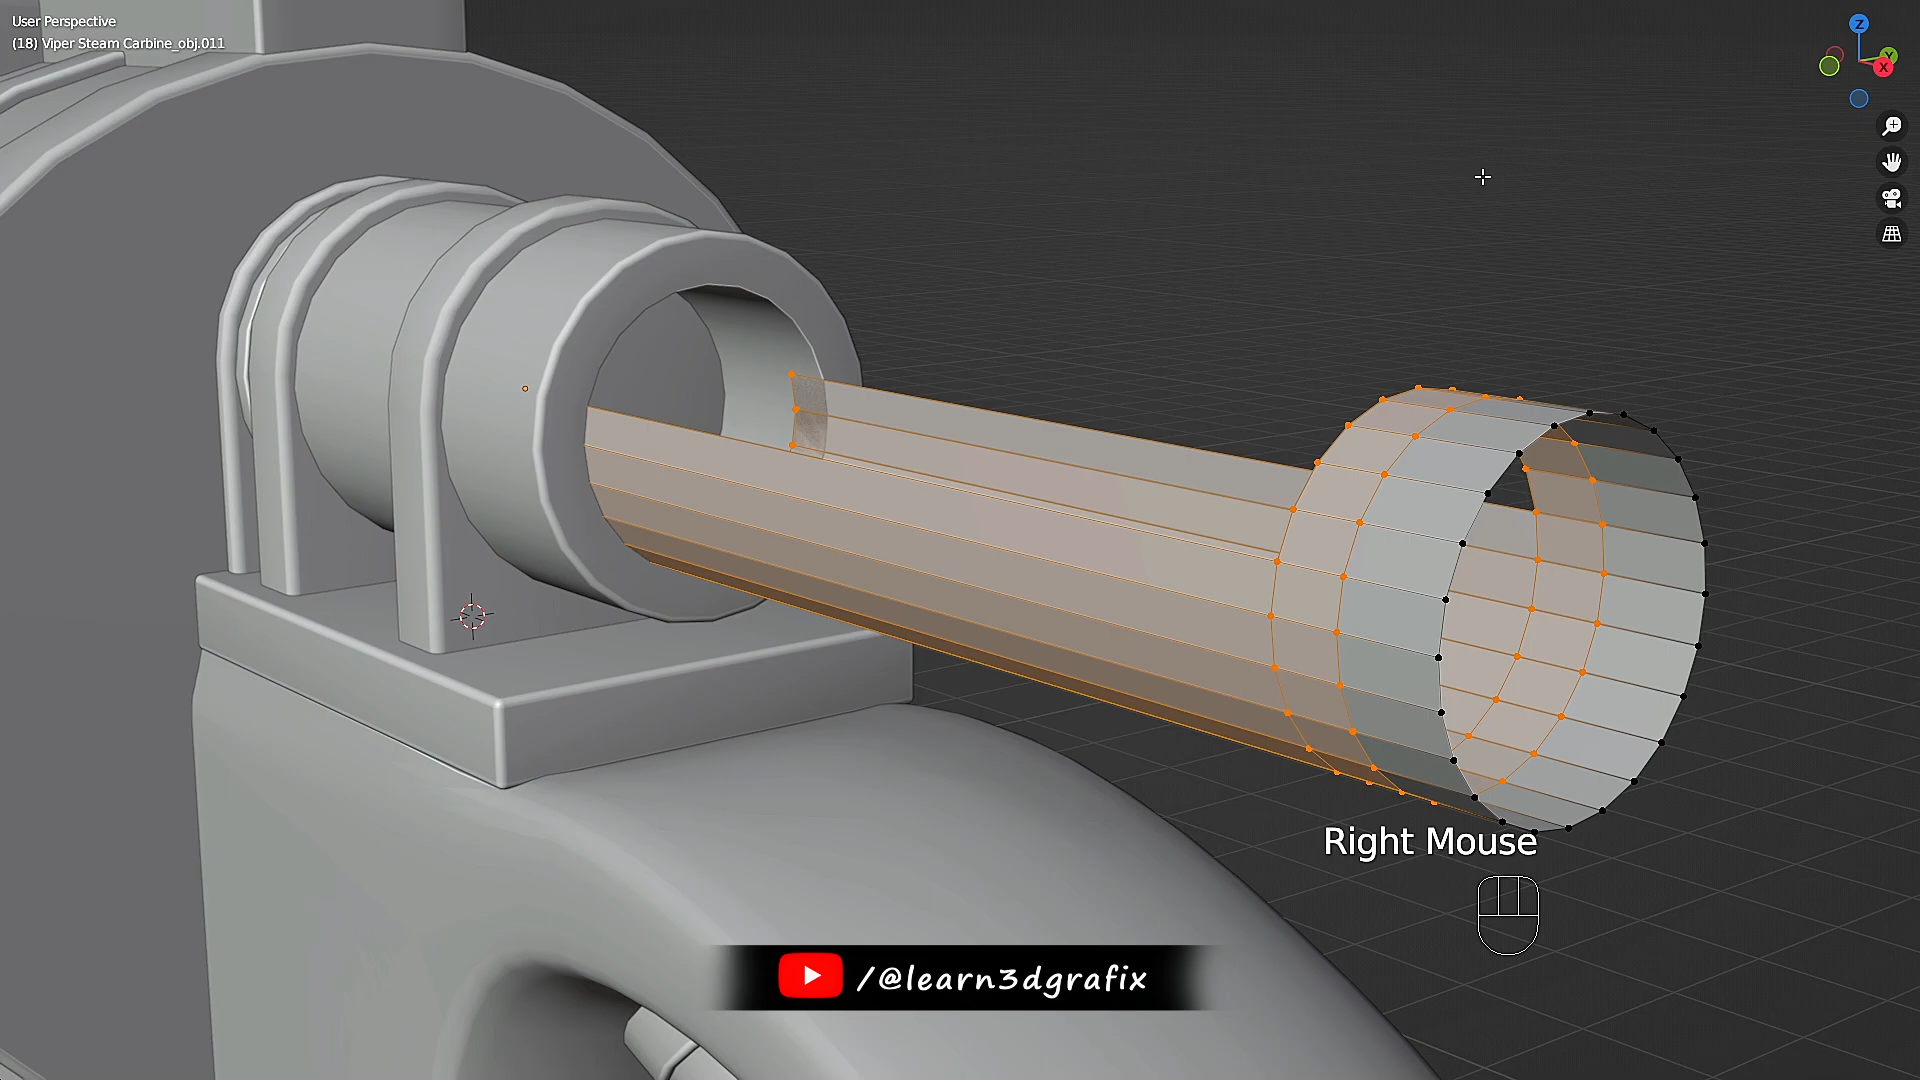 User Perspective
(18) Viper Steam Carbine_obj.011
Z
Y
X
Right Mouse
/@learn3dgrafix